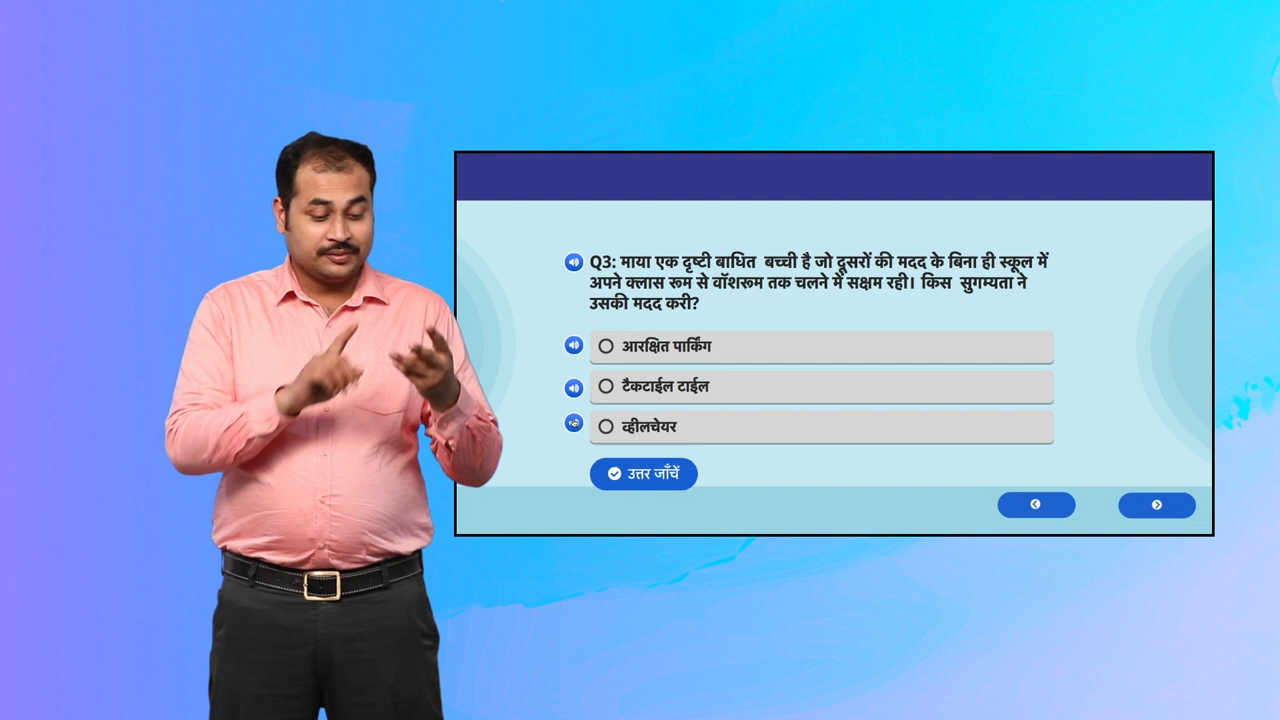 Q3: माया एक दृष्टी बाधित  बच्ची है जो दूसरों की मदद के बिना ही स्कूल में
अपने क्लास रूम से वॉशरूम तक चलने में सक्षम रही। किस  सुगम्यता ने
उसकी मदद करी?
आरक्षित पार्किंग
टैकटाईल टाईल
व्हीलचेयर
उत्तर जाँचें